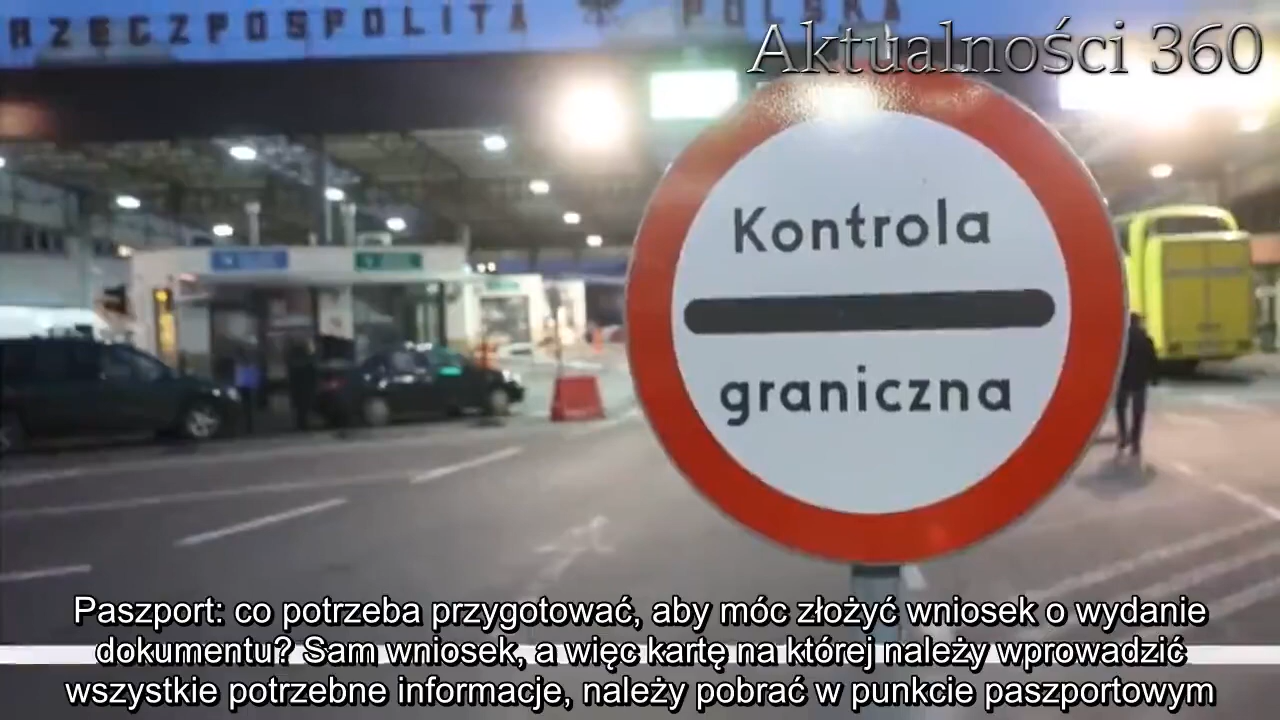 RZECZPOSPOLITA POLSKA
Aktualności 360
Kontrola
graniczna
Paszport: co potrzeba przygotować, aby móc złożyć wniosek o wydanie
dokumentu? Sam wniosek, a więc kartę na której należy wprowadzić
wszystkie potrzebne informacje, należy pobrać w punkcie paszportowym